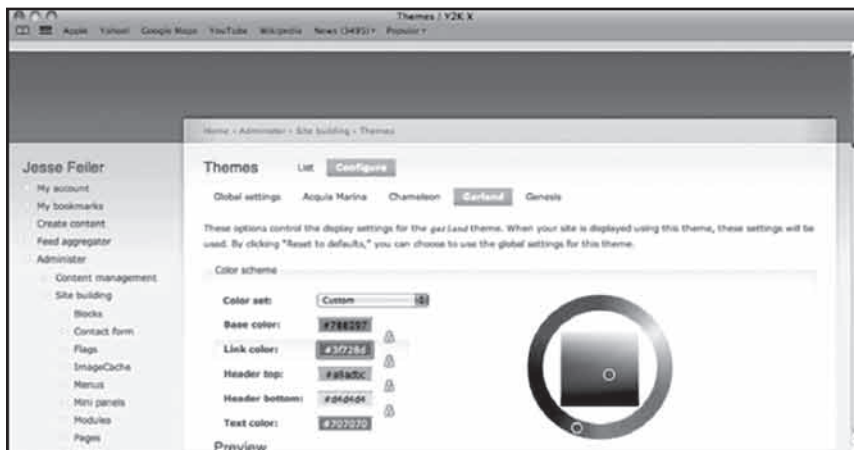 Themes / Y2K X
Apple Yahoo! Google Maps YouTube Wikipedia News (3495) Popular
Home › Administer › Site building › Themes
Jesse Feiler
My account
My bookmarks
Create content
Feed aggregator
Administer
Content management
Site building
Blocks
Contact form
Flags
ImageCache
Menus
Mini panels
Modules
Pages
Themes List Configure
Global settings Acquia Marina Chameleon Garland Genesis
These options control the display settings for the garland theme. When your site is displayed using this theme, these settings will be
used. By clicking "Reset to defaults," you can choose to use the global settings for this theme.
Color scheme
Color set: Custom
Base color:
Link color: #3f728d
Header top: #a9adbc
Header bottom: #d4d4d4
Text color: #707070
Preview